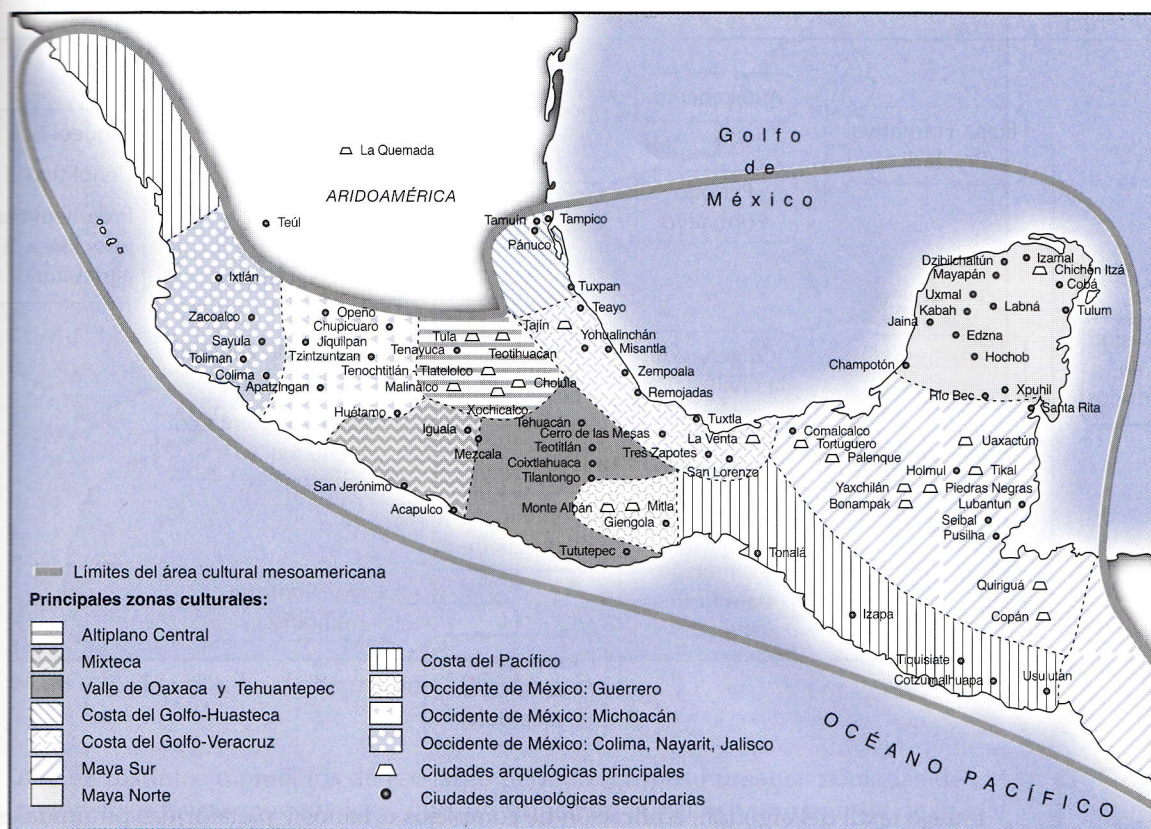 Golfo
de
México
La Quemada
ARIDOAMÉRICA
Teúl
Tamuín
Tampico
Pánuco
Ixtlán
Tuxpan
Teayo
Opeño
Zacoalco
Chupicuaro
Tula
Tajín
Yohualinchán
Sayula
Jiquilpan
Tenayuca
Teotihuacan
Misantla
Toliman
Tzintzuntzan
Tenochtitlán
Tlatelolco
Zempoala
Colima
Apatzingan
Malinalco
Cholula
Remojadas
Huétamo
Xochicalco
Iguala
Tehuacán
Tuxtla
Mezcala
Cerro de las Mesas
La Venta
Teotitlán
Tres Zapotes
Coixtlahuaca
San Lorenzo
Tilantongo
San Jerónimo
Acapulco
Monte Albán
Mitla
Giengola
Tututepec
Tonalá
Dzibilchaltún
Izamal
Mayapán
Chichén Itzá
Cobá
Uxmal
Kabah
Labná
Tulum
Jaina
Edzna
Hochob
Champotón
Xpuhil
Río Bec
Santa Rita
Comalcalco
Tortuguero
Uaxactún
Palenque
Holmul
Tikal
Yaxchilán
Piedras Negras
Bonampak
Lubantun
Seibal
Pusilha
Quiriguá
Copán
Izapa
Tiquisiate
Cotzumalhuapa
Usulután
OCÉANO PACÍFICO
Límites del área cultural mesoamericana
Principales zonas culturales:
Altiplano Central
Mixteca
Valle de Oaxaca y Tehuantepec
Costa del Golfo-Huasteca
Costa del Golfo-Veracruz
Maya Sur
Maya Norte
Costa del Pacífico
Occidente de México: Guerrero
Occidente de México: Michoacán
Occidente de México: Colima, Nayarit, Jalisco
Ciudades arquelógicas principales
Ciudades arqueológicas secundarias